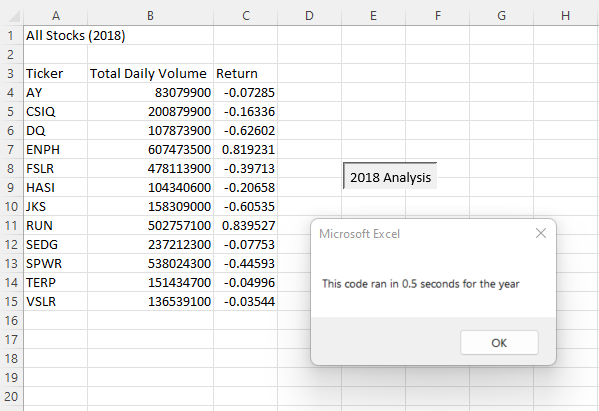 A B C D E F G H
1 All Stocks (2018)
2
3 Ticker Total Daily Volume Return
4 AY 83079900 -0.07285
5 CSIQ 200879900 -0.16336
6 DQ 107873900 -0.62602
7 ENPH 607473500 0.819231
8 FSLR 478113900 -0.39713
9 HASI 104340600 -0.20658
10 JKS 158309000 -0.60535
11 RUN 502757100 0.839527
12 SEDG 237212300 -0.07753
13 SPWR 538024300 -0.44593
14 TERP 151434700 -0.04996
15 VSLR 136539100 -0.03544
16
17
18
19
20
2018 Analysis
Microsoft Excel
This code ran in 0.5 seconds for the year
OK